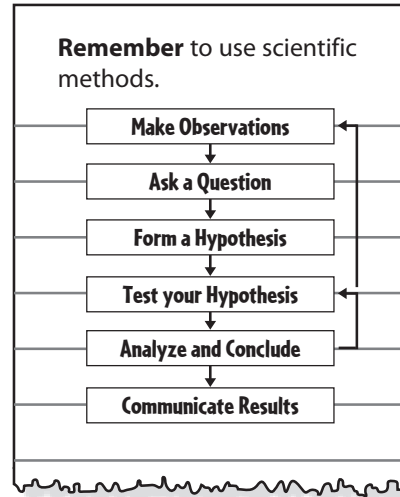 Remember to use scientific
methods.
Make Observations
Ask a Question
Form a Hypothesis
Test your Hypothesis
Analyze and Conclude
Communicate Results